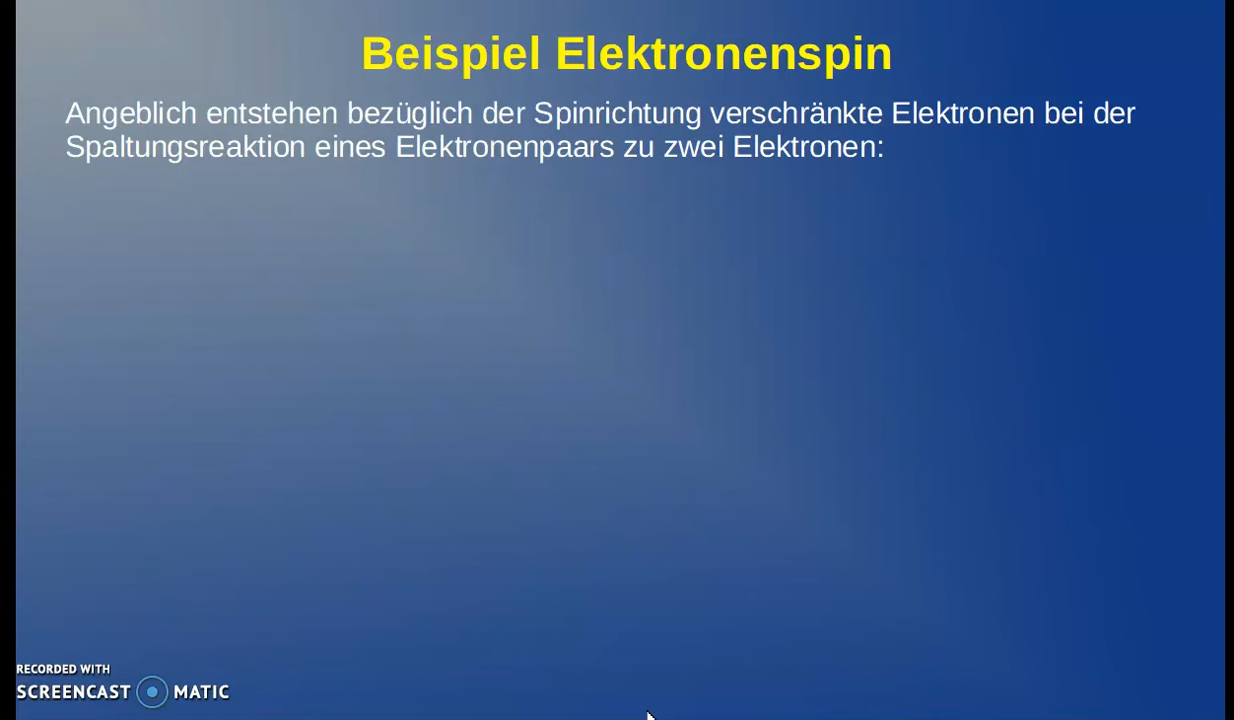 Beispiel Elektronenspin
Angeblich entstehen bezüglich der Spinrichtung verschränkte Elektronen bei der
Spaltungsreaktion eines Elektronenpaars zu zwei Elektronen:
RECORDED WITH
SCREENCAST MATIC